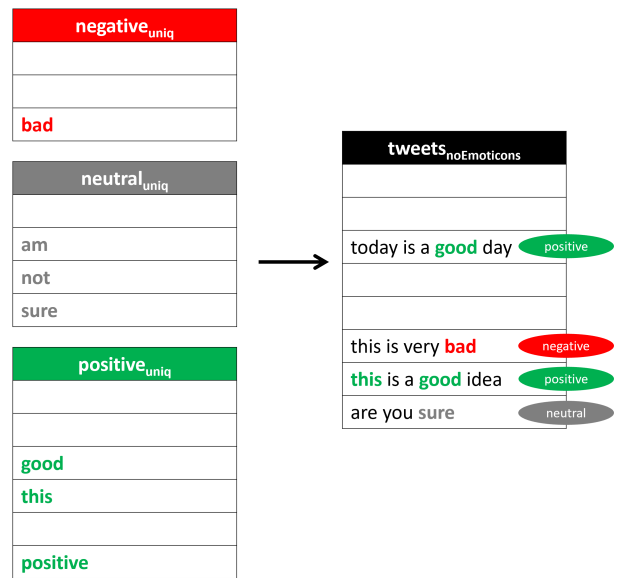 negativeuniq
bad
neutraluniq
am
not
sure
positiveuniq
good
this
positive
tweetsnoEmoticons
today is a good day positive
this is very bad negative
this is a good idea positive
are you sure neutral